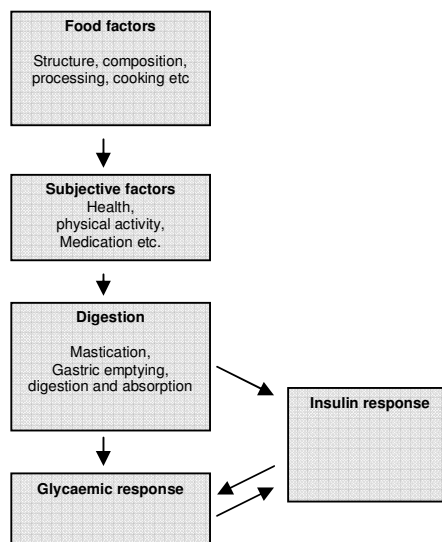 Food factors
Structure, composition,
processing, cooking etc
Subjective factors
Health,
physical activity,
Medication etc.
Digestion
Mastication,
Gastric emptying,
digestion and absorption
Insulin response
Glycaemic response